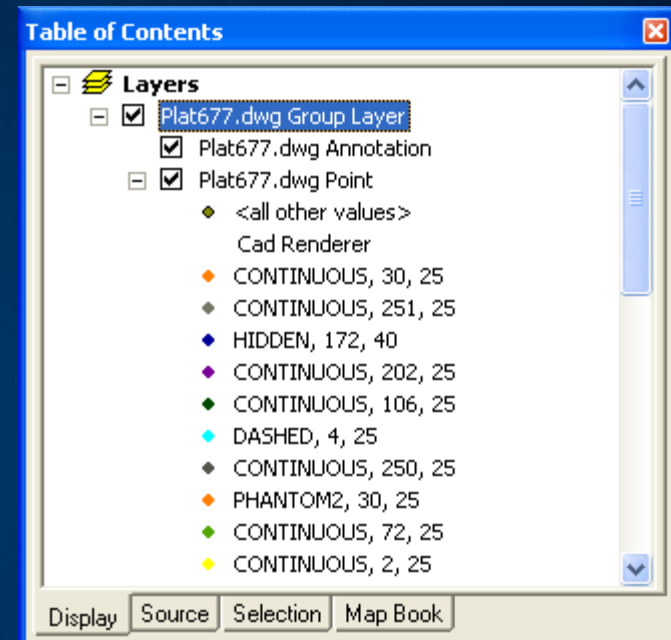 Table of Contents
Layers
Plat677.dwg Group Layer
Plat677.dwg Annotation
Plat677.dwg Point
<all other values>
Cad Renderer
CONTINUOUS, 30, 25
CONTINUOUS, 251, 25
HIDDEN, 172, 40
CONTINUOUS, 202, 25
CONTINUOUS, 106, 25
DASHED, 4, 25
CONTINUOUS, 250, 25
PHANTOM2, 30, 25
CONTINUOUS, 72, 25
CONTINUOUS, 2, 25
Display Source Selection Map Book